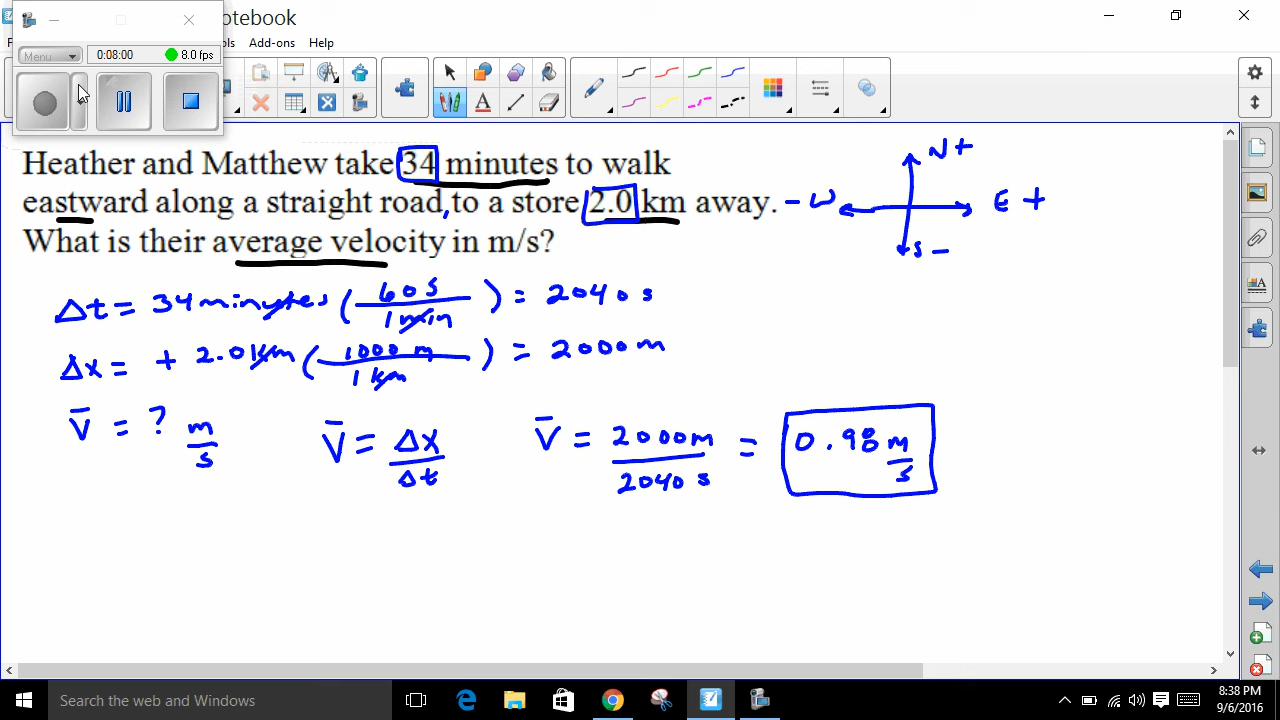 otebook
Menu
0:08:00
8.0 fps
ols Add-ons Help
Heather and Matthew take 34 minutes to walk
eastward along a straight road, to a store 2.0 km away.
What is their average velocity in m/s?
N +
- W E +
S -
Δt = 34 minutes ( 60 s / 1 min ) = 2040 s
Δx = + 2.0 km ( 1000 m / 1 km ) = 2000 m
V̄ = ? m/s
V̄ = Δx/Δt
V̄ = 2000m/2040 s = 0.98 m/s
Search the web and Windows
8:38 PM
9/6/2016